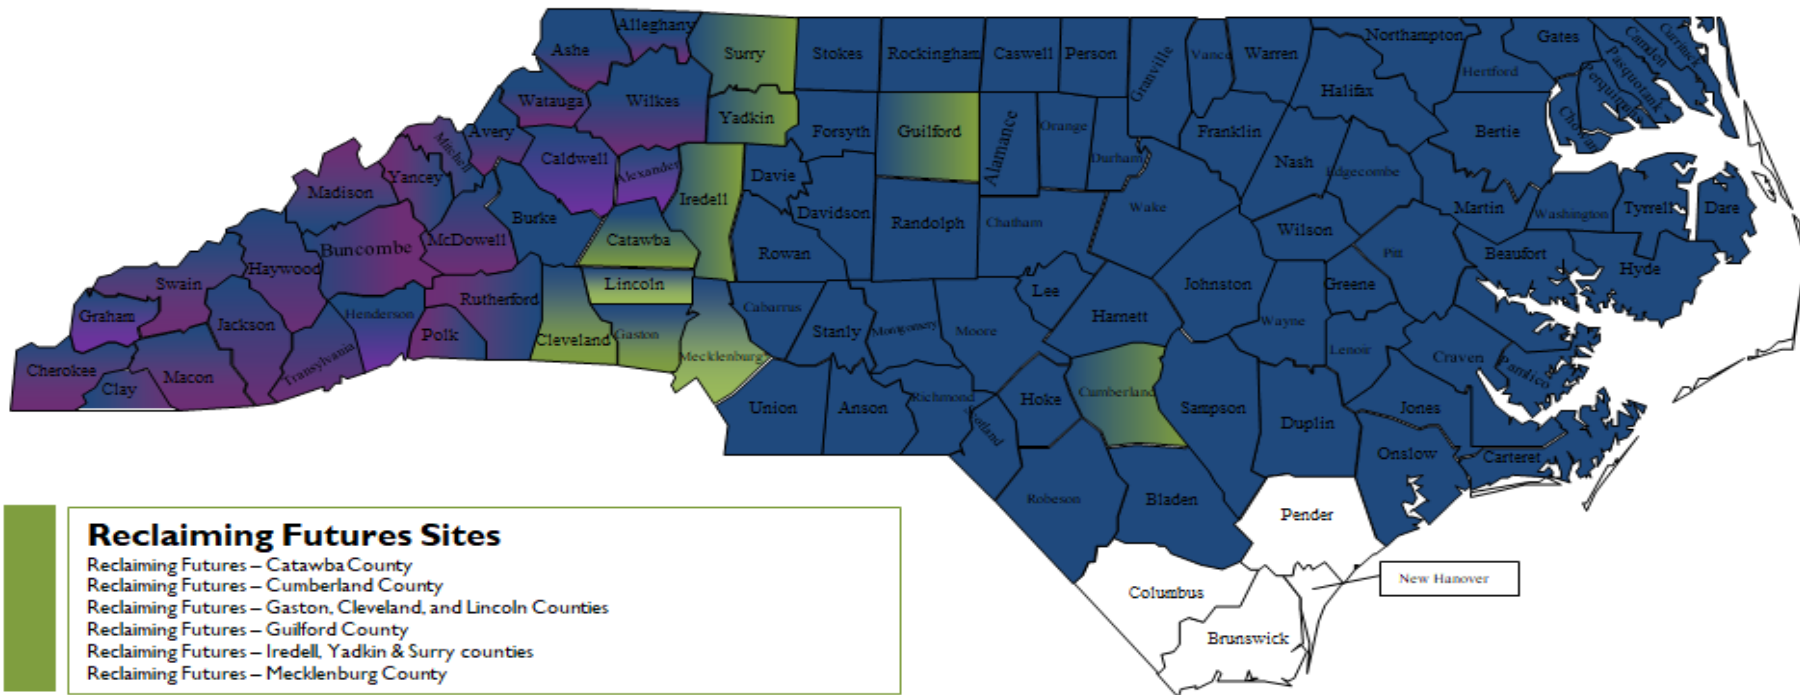 Alleghany
Ashe
Surry
Stokes
Rockingham
Caswell
Person
Granville
Vance
Warren
Northampton
Gates
Camden
Currituck
Hertford
Pasquotank
Perquimans
Halifax
Watauga
Wilkes
Yadkin
Forsyth
Guilford
Alamance
Orange
Durham
Franklin
Bertie
Chowan
Avery
Mitchell
Caldwell
Alexander
Nash
Edgecombe
Madison
Yancey
Iredell
Davie
Burke
Davidson
Randolph
Chatham
Wake
Martin
Washington
Tyrrell
Dare
Buncombe
McDowell
Catawba
Rowan
Wilson
Pitt
Beaufort
Hyde
Swain
Haywood
Rutherford
Lincoln
Lee
Johnston
Greene
Graham
Jackson
Henderson
Polk
Cleveland
Gaston
Mecklenburg
Cabarrus
Stanly
Montgomery
Moore
Harnett
Wayne
Lenoir
Craven
Pamlico
Cherokee
Clay
Macon
Transylvania
Union
Anson
Richmond
Scotland
Hoke
Cumberland
Sampson
Duplin
Jones
Onslow
Carteret
Robeson
Bladen
Pender
Columbus
Brunswick
New Hanover
Reclaiming Futures Sites
Reclaiming Futures – Catawba County
Reclaiming Futures – Cumberland County
Reclaiming Futures – Gaston, Cleveland, and Lincoln Counties
Reclaiming Futures – Guilford County
Reclaiming Futures – Iredell, Yadkin & Surry counties
Reclaiming Futures – Mecklenburg County